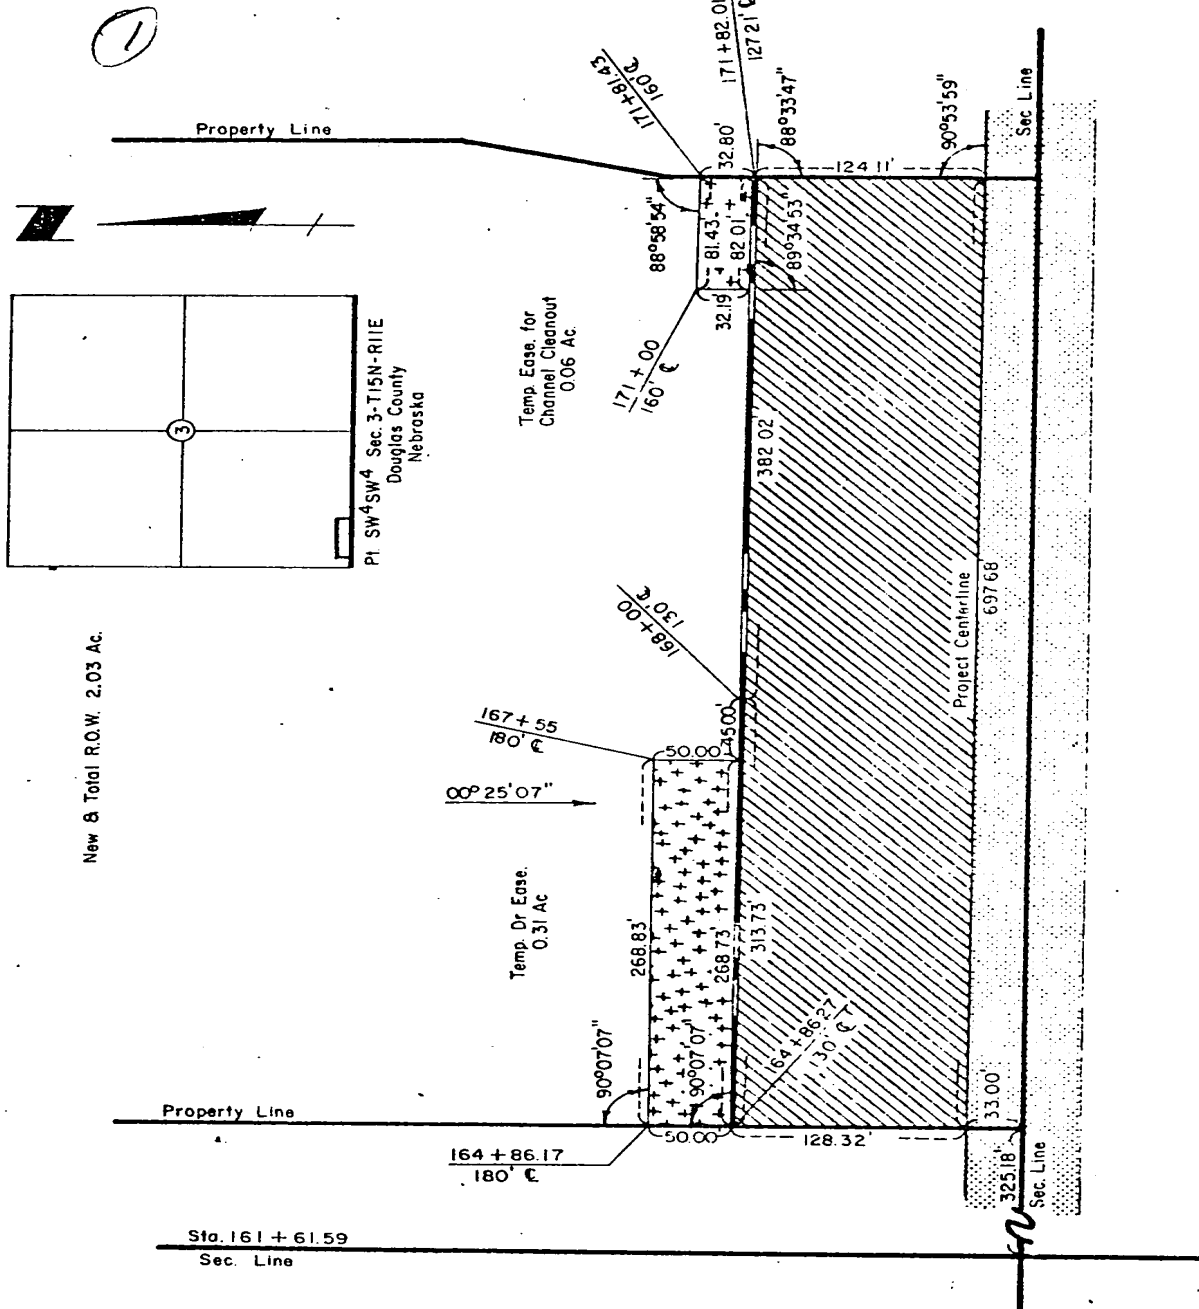 1
171+82.01
127.21' ℄
171+81.43
160' ℄
Property Line
32.80'
88°33'47"
90°53'59"
Sec Line
124.11'
88°58'54"
81.43
82.01'
89°34'53"
32.19'
171+00
160' ℄
Temp. Ease. for
Channel Cleanout
0.06 Ac.
3
Pt. SW⁴SW⁴ Sec. 3-T15N-R11E
Douglas County
Nebraska
382.02'
168+00
130' ℄
New & Total R.O.W. 2.03 Ac.
Project Centerline
697.68
167+55
180' ℄
50.00'
45.00'
00°25'07"
Temp. Dr Ease.
0.31 Ac
268.83'
268.73'
313.73'
90°07'07"
90°07'07"
164+86.27
130' ℄
Property Line
50.00'
128.32'
33.00'
164+86.17
180' ℄
325.18'
Sec. Line
Sta. 161+61.59
Sec. Line